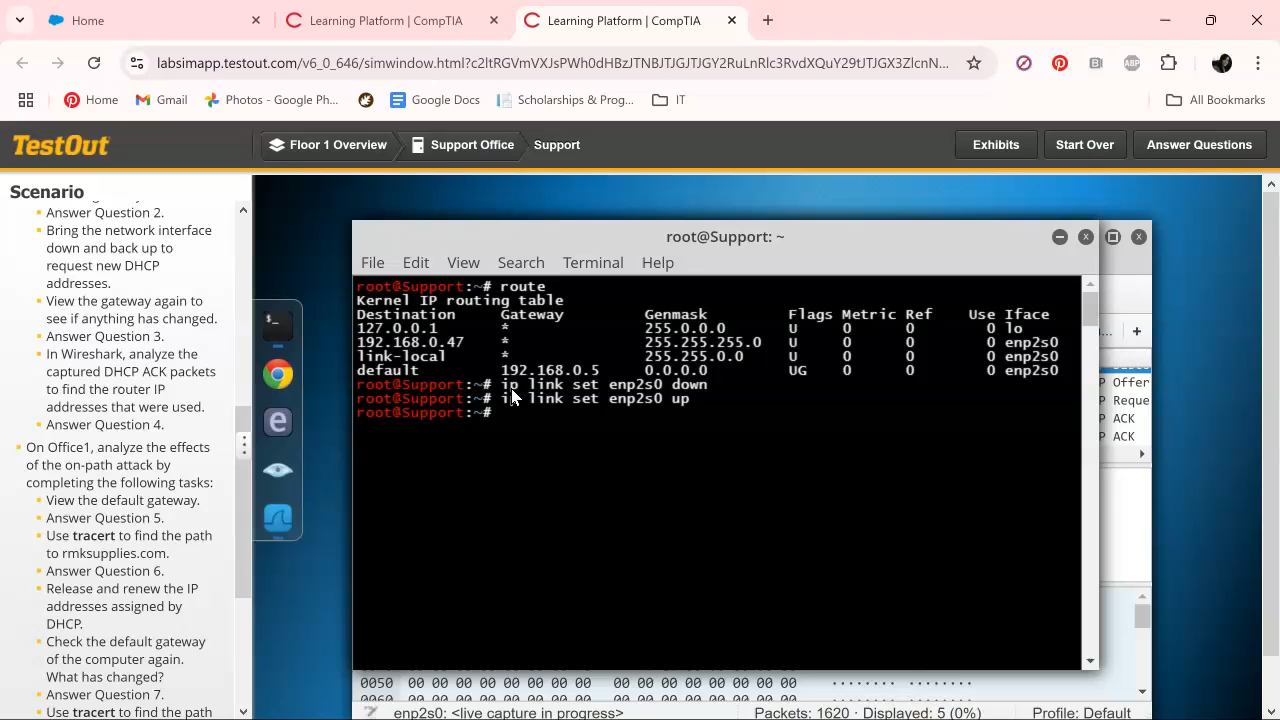 Home
Learning Platform | CompTIA
Learning Platform | CompTIA
labsimapp.testout.com/v6_0_646/simwindow.html?c2ltRGVmVXJsPWh0dHBzJTNBJTJGJTJGY2RuLnRlc3RvdXQuY29tJTJGX3ZlcnN...
Home
Gmail
Photos - Google Ph...
Google Docs
Scholarships & Prog...
IT
All Bookmarks
TestOut
Floor 1 Overview
Support Office
Support
Exhibits
Start Over
Answer Questions
Scenario
Answer Question 2.
Bring the network interface
down and back up to
request new DHCP
addresses.
View the gateway again to
see if anything has changed.
Answer Question 3.
In Wireshark, analyze the
captured DHCP ACK packets
to find the router IP
addresses that were used.
Answer Question 4.
On Office1, analyze the effects
of the on-path attack by
completing the following tasks:
View the default gateway.
Answer Question 5.
Use tracert to find the path
to rmksupplies.com.
Answer Question 6.
Release and renew the IP
addresses assigned by
DHCP.
Check the default gateway
of the computer again.
What has changed?
Answer Question 7.
Use tracert to find the path
root@Support: ~
File Edit View Search Terminal Help
root@Support:~# route
Kernel IP routing table
Destination Gateway Genmask Flags Metric Ref Use Iface
127.0.0.1 * 255.0.0.0 U 0 0 0 lo
192.168.0.47 * 255.255.255.0 U 0 0 0 enp2s0
link-local * 255.255.0.0 U 0 0 0 enp2s0
default 192.168.0.5 0.0.0.0 UG 0 0 0 enp2s0
root@Support:~# ip link set enp2s0 down
root@Support:~# ip link set enp2s0 up
root@Support:~#
P Offer
P Reque
P ACK
P ACK
0050 00 00 00 00 00 00 00 00 00 00 00 00 00 00 00 00 ........ ........
enp2s0: <live capture in progress>
Packets: 1620 · Displayed: 5 (0%)
Profile: Default